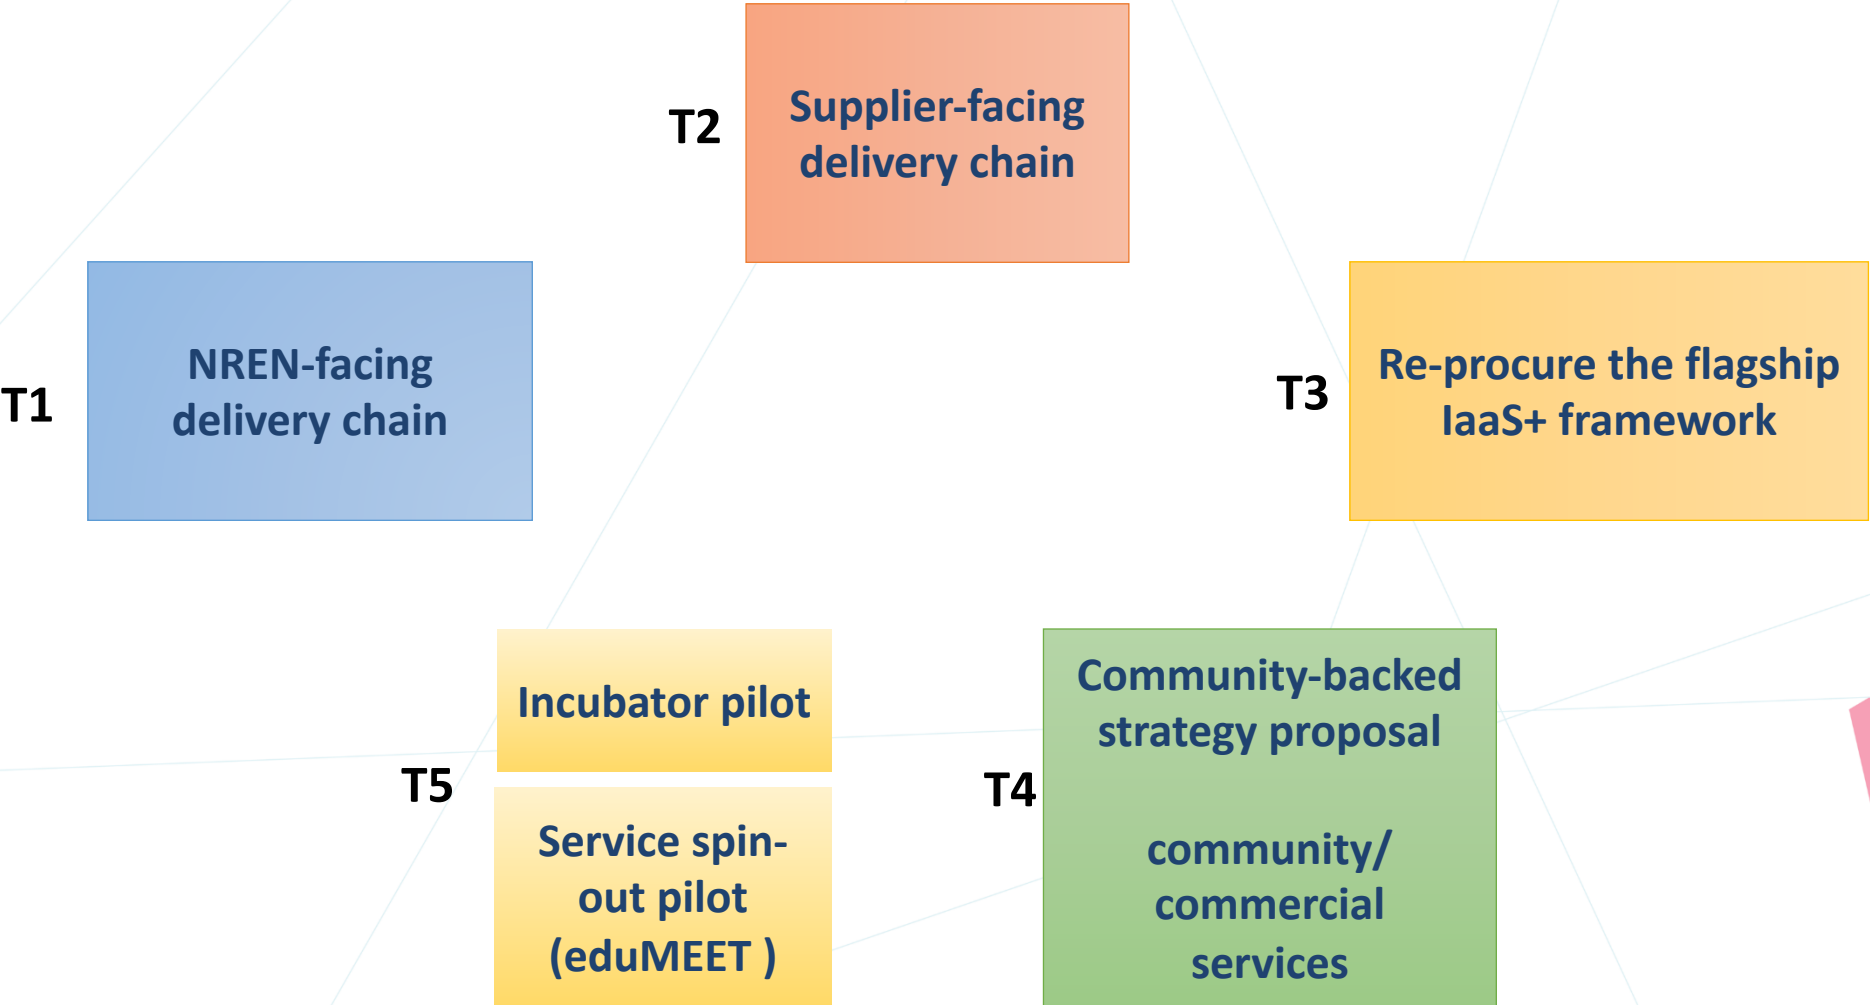 T2
Supplier-facing
delivery chain
T1
NREN-facing
delivery chain
T3
Re-procure the flagship
IaaS+ framework
T5
Incubator pilot
Service spin-
out pilot
(eduMEET )
T4
Community-backed
strategy proposal
community/
commercial
services